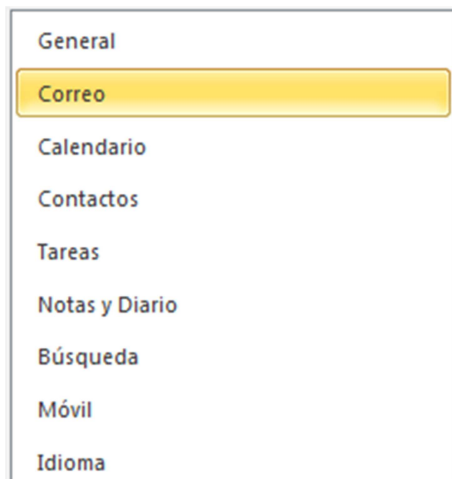 General
Correo
Calendario
Contactos
Tareas
Notas y Diario
Búsqueda
Móvil
Idioma